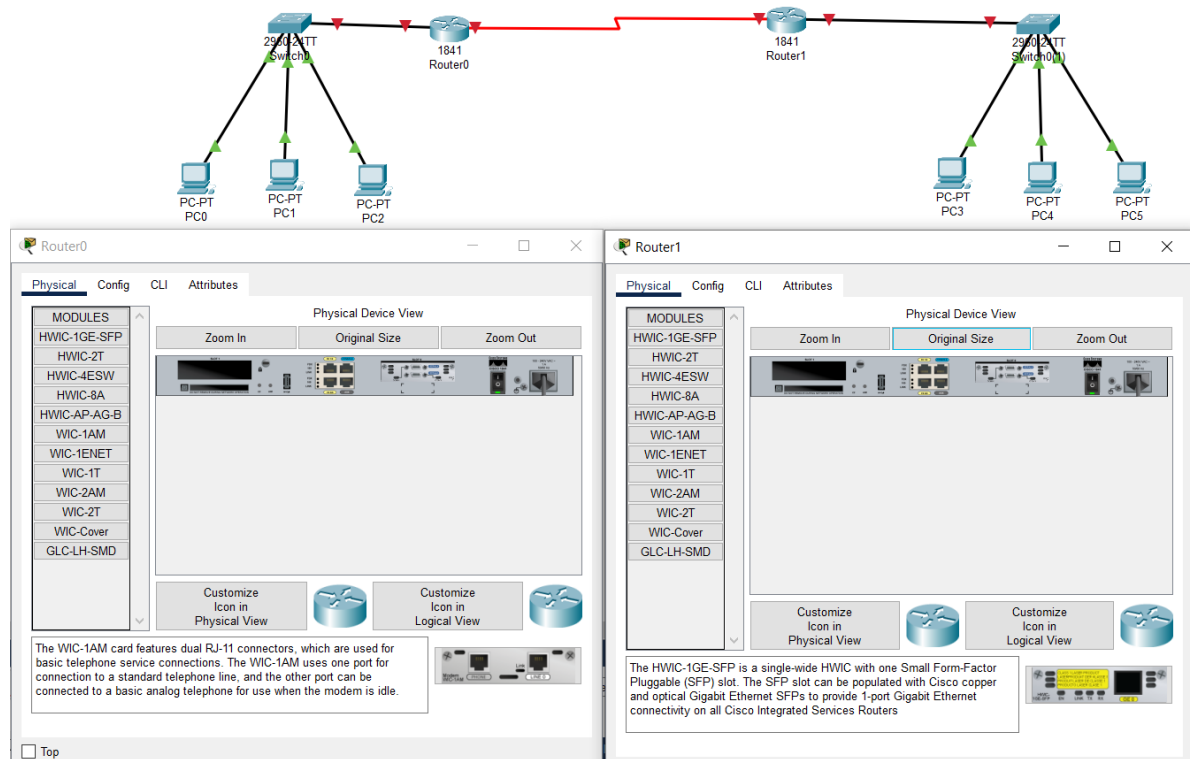 2960-24TT
Switch0
1841
Router0
1841
Router1
2960-24TT
Switch0(1)
PC-PT
PC0
PC-PT
PC1
PC-PT
PC2
PC-PT
PC3
PC-PT
PC4
PC-PT
PC5
Router0
Physical Config CLI Attributes
MODULES
HWIC-1GE-SFP
HWIC-2T
HWIC-4ESW
HWIC-8A
HWIC-AP-AG-B
WIC-1AM
WIC-1ENET
WIC-1T
WIC-2AM
WIC-2T
WIC-Cover
GLC-LH-SMD
Physical Device View
Zoom In Original Size Zoom Out
Customize
Icon in
Physical View
Customize
Icon in
Logical View
The WIC-1AM card features dual RJ-11 connectors, which are used for
basic telephone service connections. The WIC-1AM uses one port for
connection to a standard telephone line, and the other port can be
connected to a basic analog telephone for use when the modem is idle
Top
Router1
Physical Config CLI Attributes
MODULES
HWIC-1GE-SFP
HWIC-2T
HWIC-4ESW
HWIC-8A
HWIC-AP-AG-B
WIC-1AM
WIC-1ENET
WIC-1T
WIC-2AM
WIC-2T
WIC-Cover
GLC-LH-SMD
Physical Device View
Zoom In Original Size Zoom Out
Customize
Icon in
Physical View
Customize
Icon in
Logical View
The HWIC-1GE-SFP is a single-wide HWIC with one Small Form-Factor
Pluggable (SFP) slot. The SFP slot can be populated with Cisco copper
and optical Gigabit Ethernet SFPs to provide 1-port Gigabit Ethernet
connectivity on all Cisco Integrated Services Routers